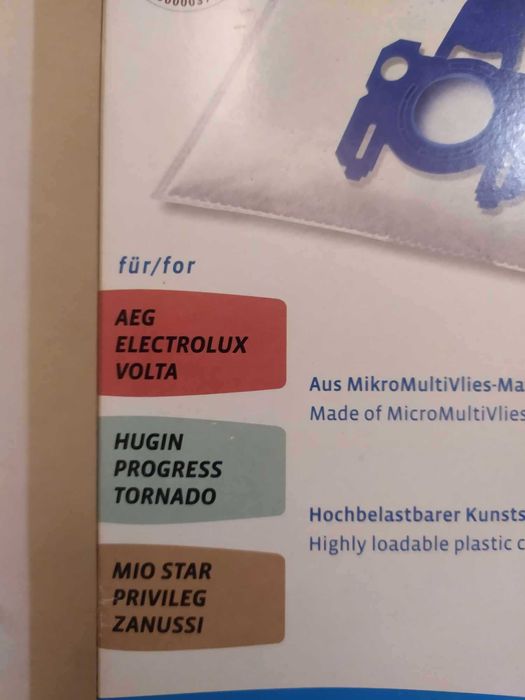 für/for
AEG
ELECTROLUX
VOLTA
HUGIN
PROGRESS
TORNADO
MIO STAR
PRIVILEG
ZANUSSI
Aus MikroMultiVlies-Ma
Made of MicroMultiVlies
Hochbelastbarer Kunsts
Highly loadable plastic c